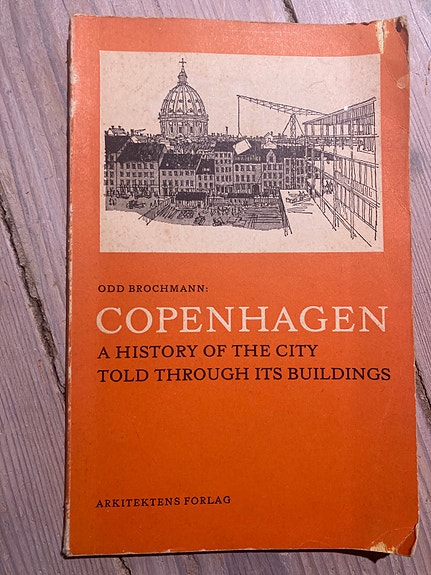 ODD BROCHMANN:
COPENHAGEN
A HISTORY OF THE CITY
TOLD THROUGH ITS BUILDINGS
ARKITEKTENS FORLAG